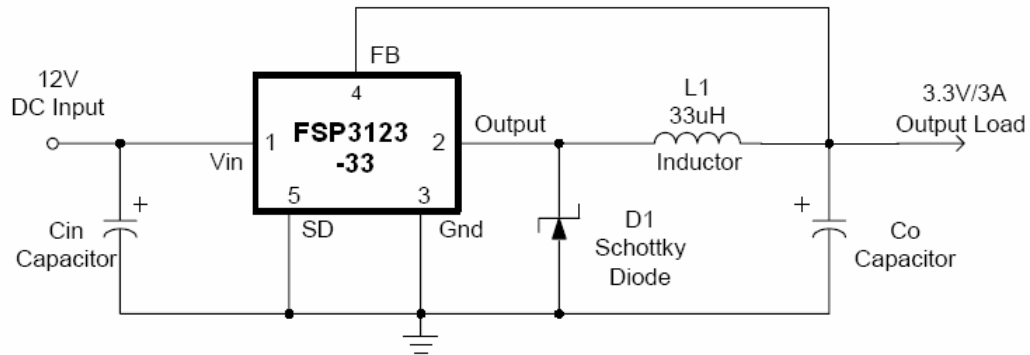 FB
12V
DC Input
4
L1
33uH
3.3V/3A
Output Load
FSP3123
-33
1
2
Output
Vin
Inductor
5
3
SD
Gnd
+
Cin
Capacitor
D1
Schottky
Diode
+
Co
Capacitor